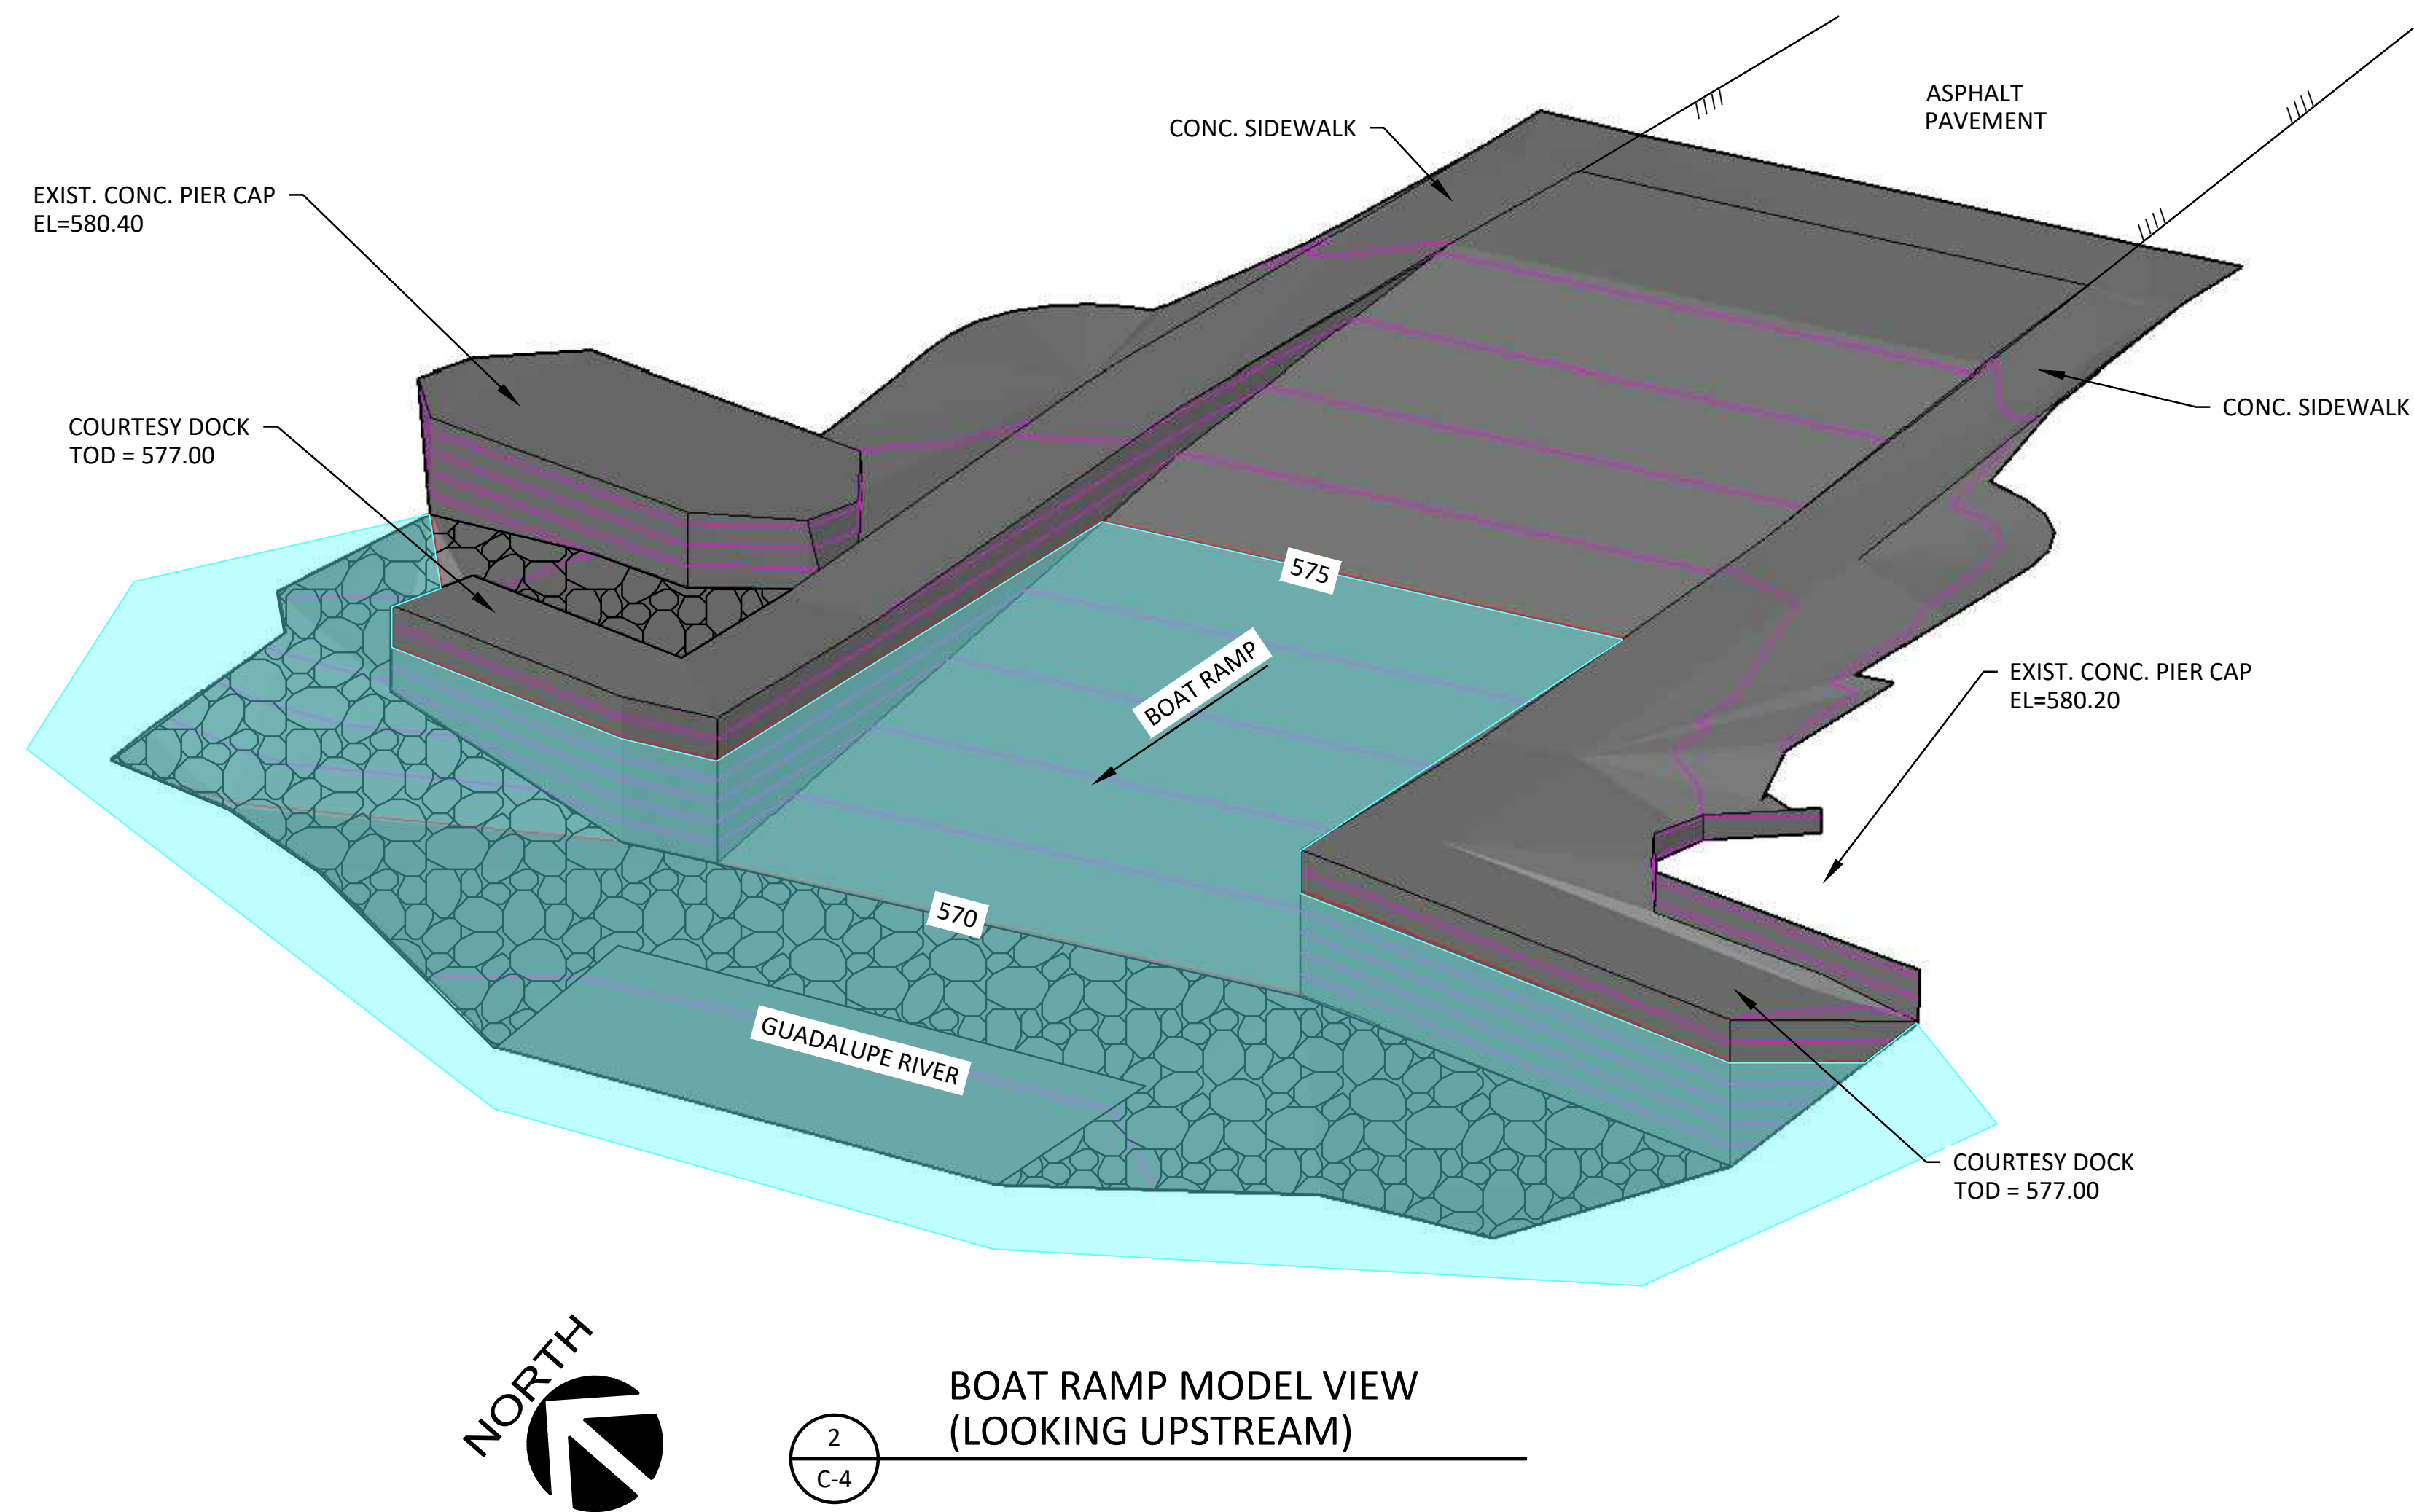 ASPHALT
PAVEMENT
CONC. SIDEWALK
EXIST. CONC. PIER CAP
EL=580.40
COURTESY DOCK
TOD = 577.00
CONC. SIDEWALK
575
BOAT RAMP
EXIST. CONC. PIER CAP
EL=580.20
570
GUADALUPE RIVER
COURTESY DOCK
TOD = 577.00
NORTH
2
C-4
BOAT RAMP MODEL VIEW
(LOOKING UPSTREAM)